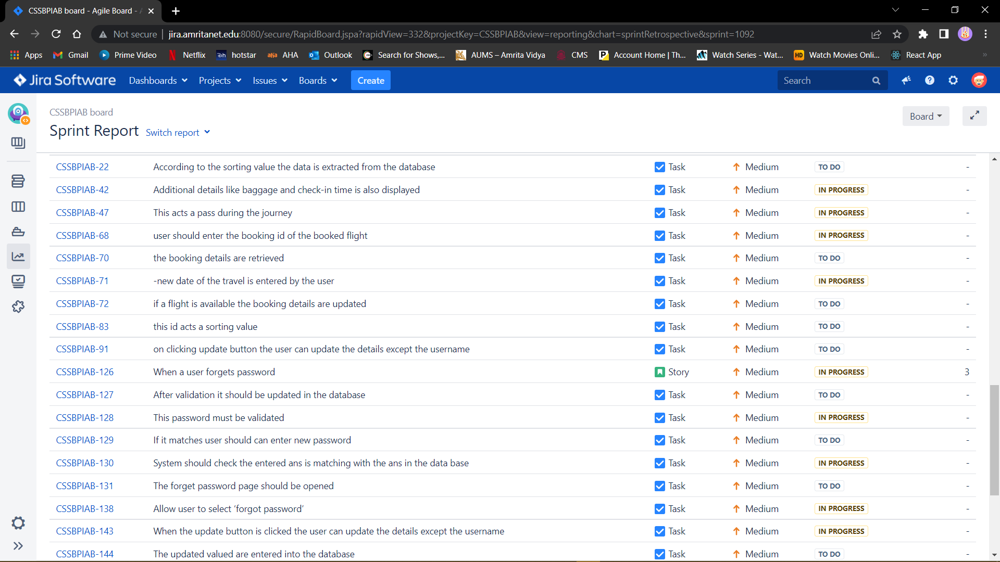 CSSBPIAB board - Agile Board -
Not secure | jira.amritanet.edu:8080/secure/RapidBoard.jspa?rapidView=332&projectKey=CSSBPIAB&view=reporting&chart=sprintRetrospective&sprint=1092
Apps Gmail Prime Video Netflix hotstar AHA Outlook Search for Shows,... AUMS – Amrita Vidya CMS Account Home | Th... Watch Series - Wat... HD Watch Movies Onli... React App »
Jira Software Dashboards Projects Issues Boards Create Search
CSSBPIAB board
Sprint Report Switch report Board
CSSBPIAB-22 According to the sorting value the data is extracted from the database Task Medium TO DO -
CSSBPIAB-42 Additional details like baggage and check-in time is also displayed Task Medium IN PROGRESS -
CSSBPIAB-47 This acts a pass during the journey Task Medium IN PROGRESS -
CSSBPIAB-68 user should enter the booking id of the booked flight Task Medium IN PROGRESS -
CSSBPIAB-70 the booking details are retrieved Task Medium TO DO -
CSSBPIAB-71 -new date of the travel is entered by the user Task Medium IN PROGRESS -
CSSBPIAB-72 if a flight is available the booking details are updated Task Medium TO DO -
CSSBPIAB-83 this id acts a sorting value Task Medium TO DO -
CSSBPIAB-91 on clicking update button the user can update the details except the username Task Medium TO DO -
CSSBPIAB-126 When a user forgets password Story Medium IN PROGRESS 3
CSSBPIAB-127 After validation it should be updated in the database Task Medium TO DO -
CSSBPIAB-128 This password must be validated Task Medium IN PROGRESS -
CSSBPIAB-129 If it matches user should can enter new password Task Medium TO DO -
CSSBPIAB-130 System should check the entered ans is matching with the ans in the data base Task Medium IN PROGRESS -
CSSBPIAB-131 The forget password page should be opened Task Medium TO DO -
CSSBPIAB-138 Allow user to select ‘forgot password’ Task Medium IN PROGRESS -
CSSBPIAB-143 When the update button is clicked the user can update the details except the username Task Medium IN PROGRESS -
CSSBPIAB-144 The updated valued are entered into the database Task Medium TO DO -